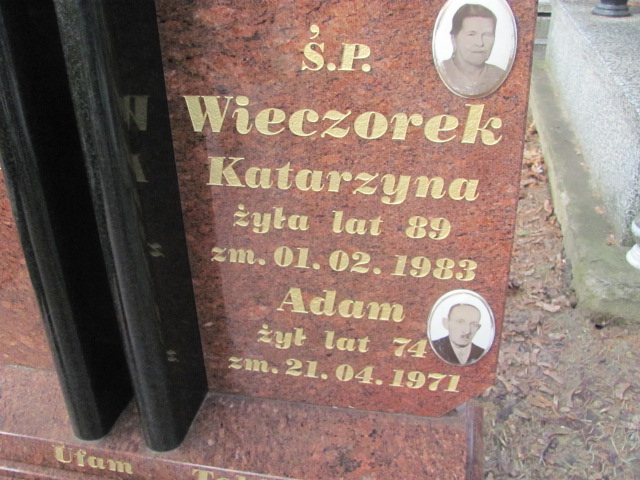 Ś.P.
Wieczorek
Katarzyna
żyła lat 89
zm. 01. 02. 1983
Adam
żył lat 74
zm. 21. 04. 1971
Ufam